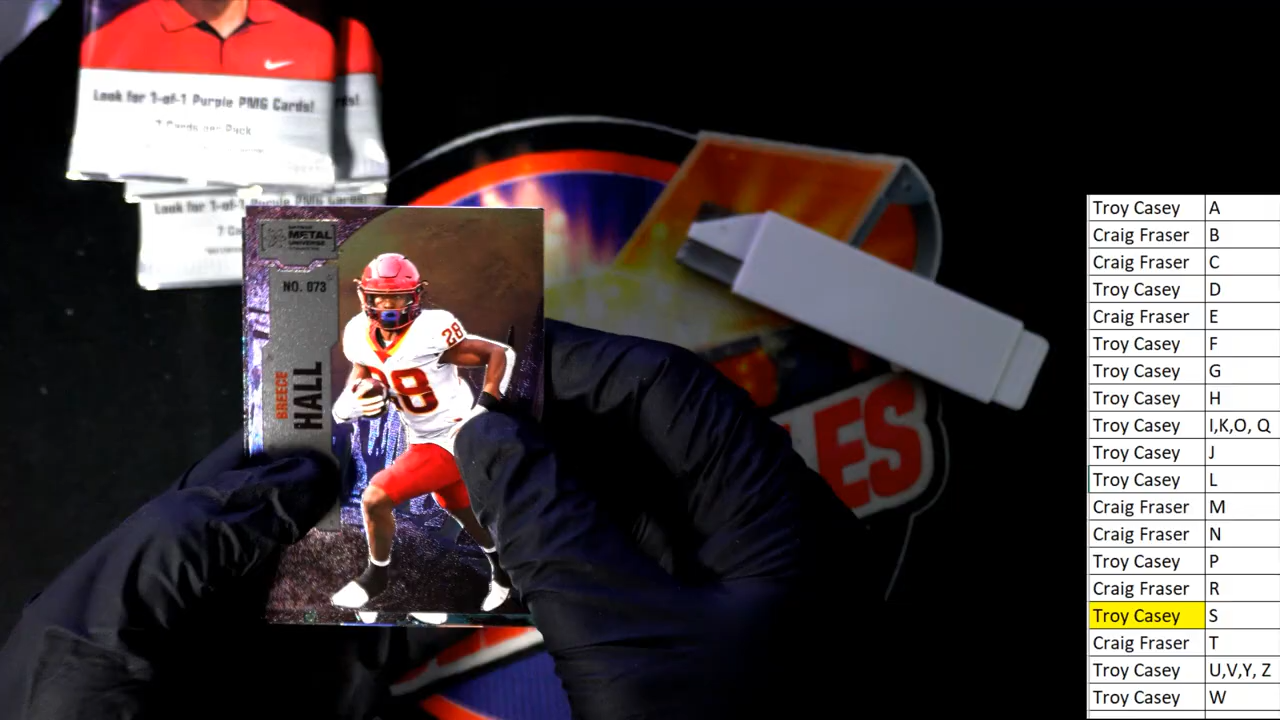 Look for 1-of-1 Purple PMG Cards!
7 Cards per Pack
Look for 1-of-1 Purple PMG Cards!
METAL
UNIVERSE
NO. 073
BREECE
HALL
28
28
ES
Troy Casey A
Craig Fraser B
Craig Fraser C
Troy Casey D
Craig Fraser E
Troy Casey F
Troy Casey G
Troy Casey H
Troy Casey I,K,O, Q
Troy Casey J
Troy Casey L
Craig Fraser M
Craig Fraser N
Troy Casey P
Craig Fraser R
Troy Casey S
Craig Fraser T
Troy Casey U,V,Y, Z
Troy Casey W